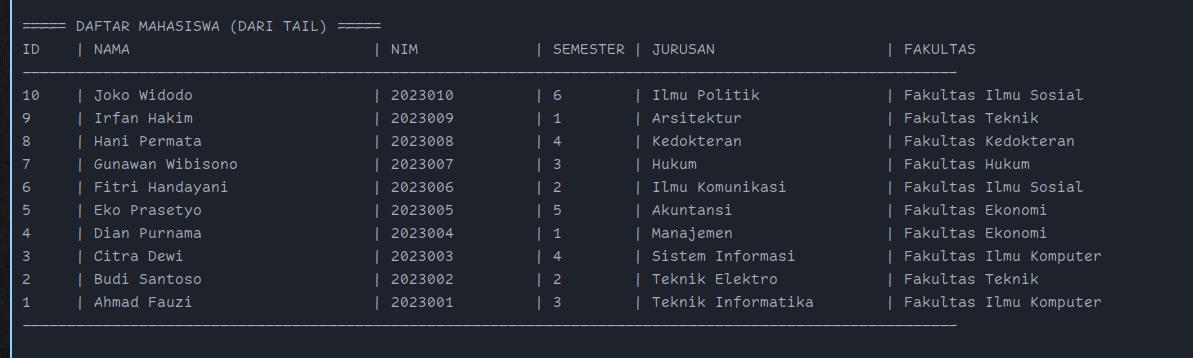 ===== DAFTAR MAHASISWA (DARI TAIL) =====
ID | NAMA | NIM | SEMESTER | JURUSAN | FAKULTAS
10 | Joko Widodo | 2023010 | 6 | Ilmu Politik | Fakultas Ilmu Sosial
9 | Irfan Hakim | 2023009 | 1 | Arsitektur | Fakultas Teknik
8 | Hani Permata | 2023008 | 4 | Kedokteran | Fakultas Kedokteran
7 | Gunawan Wibisono | 2023007 | 3 | Hukum | Fakultas Hukum
6 | Fitri Handayani | 2023006 | 2 | Ilmu Komunikasi | Fakultas Ilmu Sosial
5 | Eko Prasetyo | 2023005 | 5 | Akuntansi | Fakultas Ekonomi
4 | Dian Purnama | 2023004 | 1 | Manajemen | Fakultas Ekonomi
3 | Citra Dewi | 2023003 | 4 | Sistem Informasi | Fakultas Ilmu Komputer
2 | Budi Santoso | 2023002 | 2 | Teknik Elektro | Fakultas Teknik
1 | Ahmad Fauzi | 2023001 | 3 | Teknik Informatika | Fakultas Ilmu Komputer